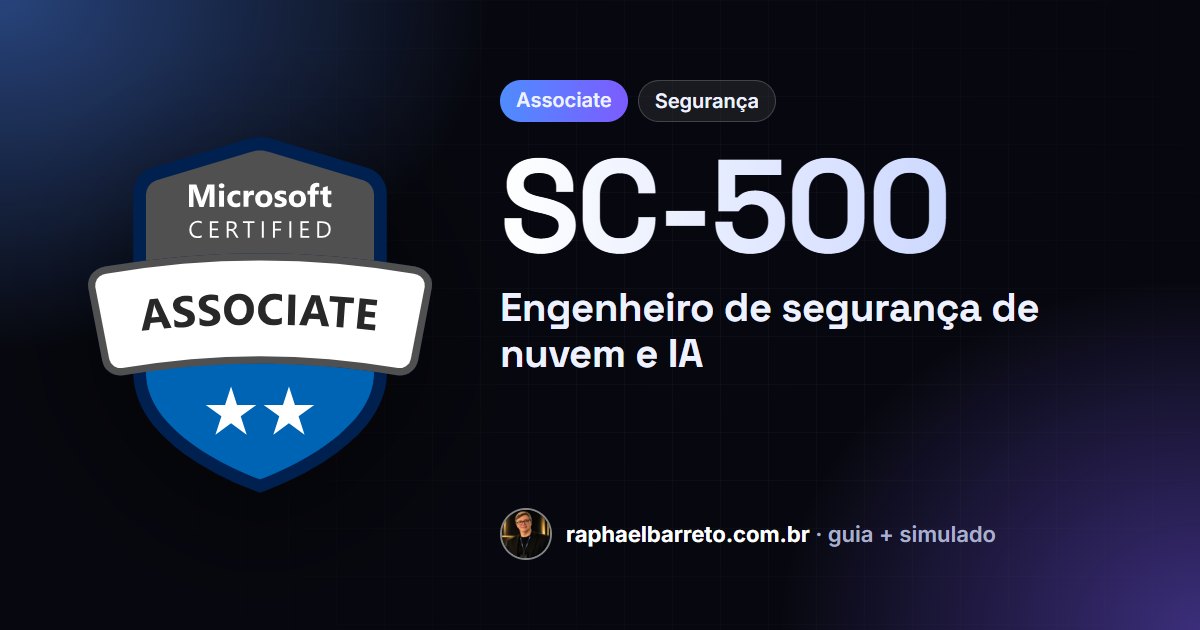 Microsoft
CERTIFIED
ASSOCIATE
Associate
Segurança
SC-500
Engenheiro de segurança de
nuvem e IA
raphaelbarreto.com.br · guia + simulado